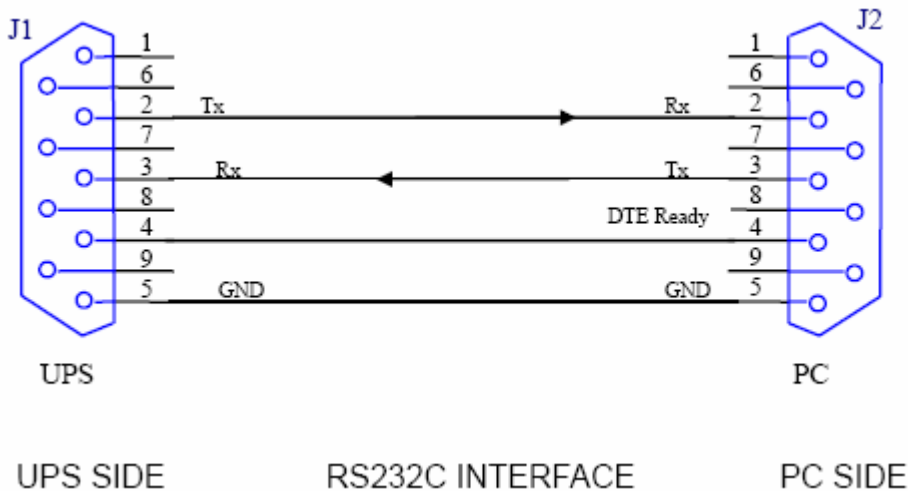 J1 J2
1 1
6 6
2 Tx Rx 2
7 7
3 Rx Tx 3
8 DTE Ready 8
4 4
9 9
5 GND GND 5
UPS PC
UPS SIDE RS232C INTERFACE PC SIDE